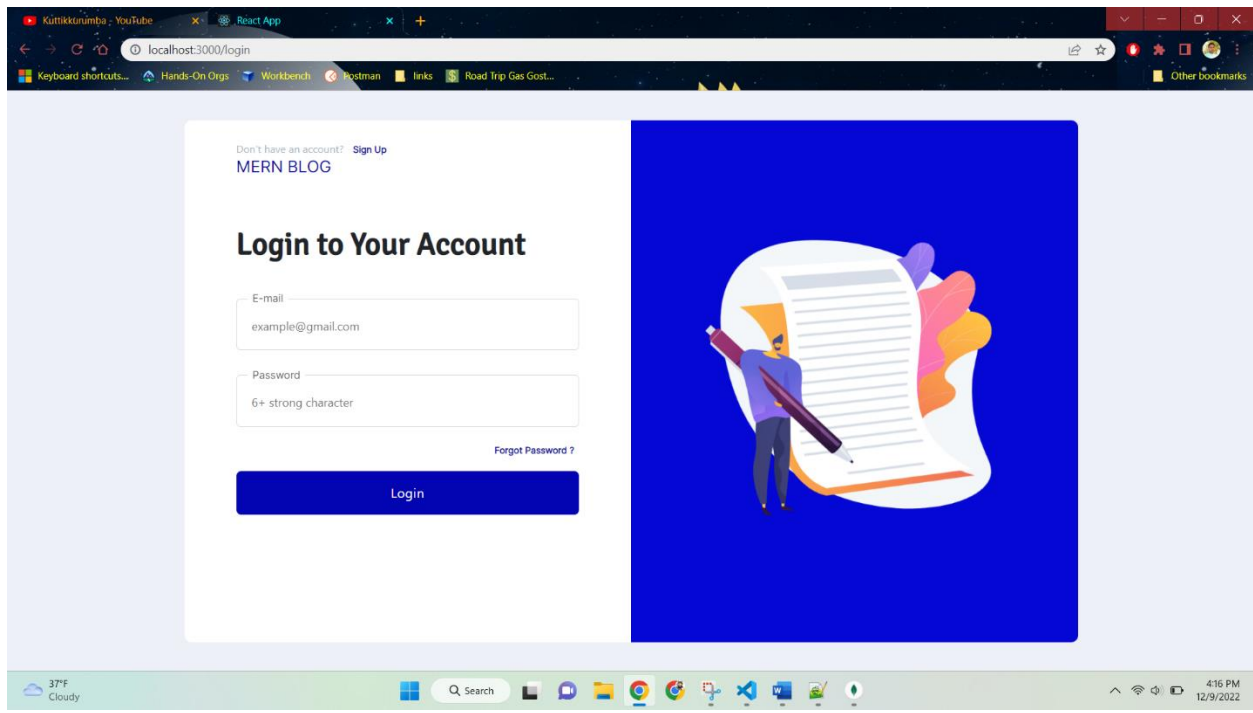 Kuttikkurumba - YouTube
React App
localhost:3000/login
Keyboard shortcuts...
Hands-On Orgs
Workbench
Postman
links
Road Trip Gas Gost...
Other bookmarks
Don't have an account? Sign Up
MERN BLOG
Login to Your Account
E-mail
example@gmail.com
Password
6+ strong character
Forgot Password ?
Login
37°F
Cloudy
Search
4:16 PM
12/9/2022